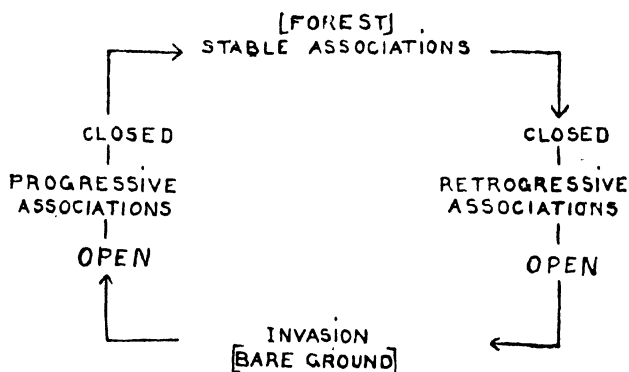 [FOREST]
STABLE ASSOCIATIONS
CLOSED
PROGRESSIVE
ASSOCIATIONS
OPEN
CLOSED
RETROGRESSIVE
ASSOCIATIONS
OPEN
INVASION
[BARE GROUND]